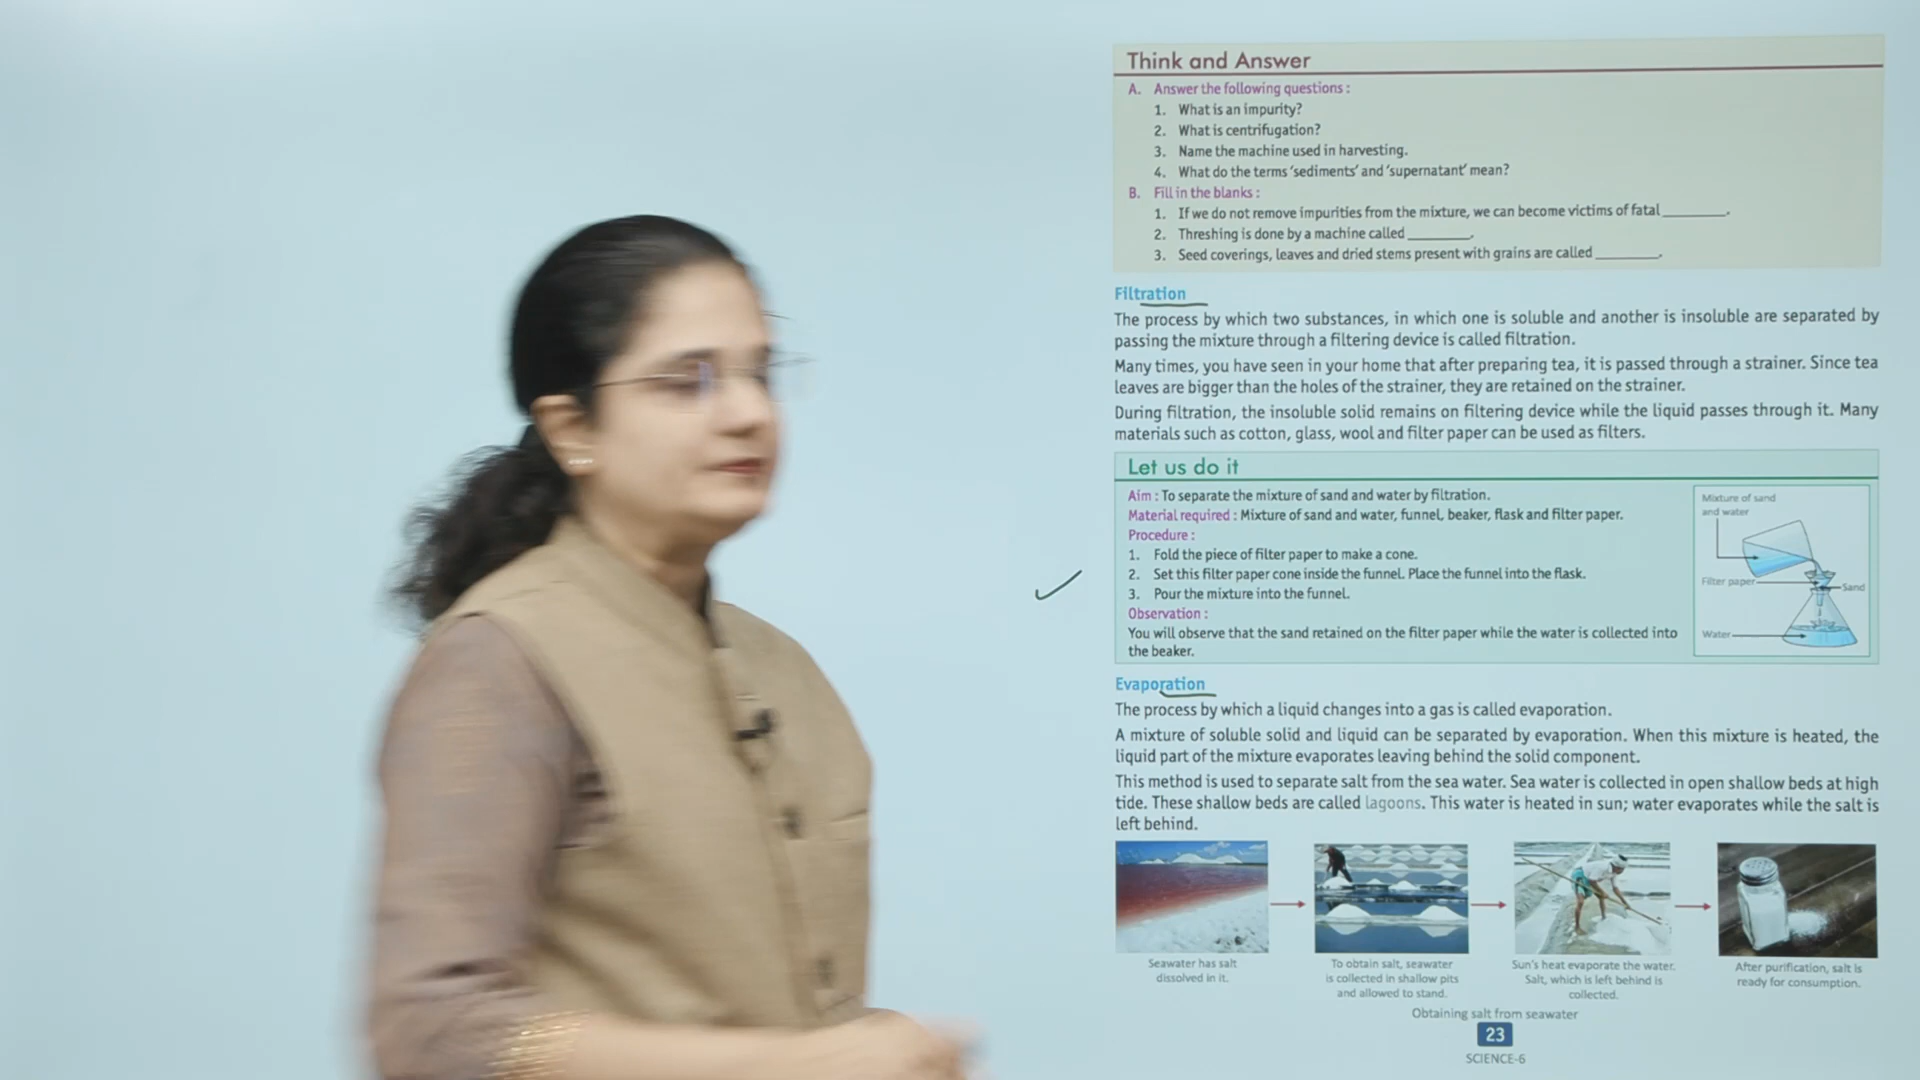 Think and Answer
A. Answer the following questions :
1. What is an impurity?
2. What is centrifugation?
3. Name the machine used in harvesting.
4. What do the terms ‘sediments’ and ‘supernatant’ mean?
B. Fill in the blanks :
1. If we do not remove impurities from the mixture, we can become victims of fatal ________.
2. Threshing is done by a machine called ________.
3. Seed coverings, leaves and dried stems present with grains are called ________.
Filtration
The process by which two substances, in which one is soluble and another is insoluble are separated by
passing the mixture through a filtering device is called filtration.
Many times, you have seen in your home that after preparing tea, it is passed through a strainer. Since tea
leaves are bigger than the holes of the strainer, they are retained on the strainer.
During filtration, the insoluble solid remains on filtering device while the liquid passes through it. Many
materials such as cotton, glass, wool and filter paper can be used as filters.
Let us do it
Aim : To separate the mixture of sand and water by filtration.
Material required : Mixture of sand and water, funnel, beaker, flask and filter paper.
Procedure :
1. Fold the piece of filter paper to make a cone.
2. Set this filter paper cone inside the funnel. Place the funnel into the flask.
3. Pour the mixture into the funnel.
Observation :
You will observe that the sand retained on the filter paper while the water is collected into
the beaker.
Mixture of sand
and water
Filter paper
Sand
Water
Evaporation
The process by which a liquid changes into a gas is called evaporation.
A mixture of soluble solid and liquid can be separated by evaporation. When this mixture is heated, the
liquid part of the mixture evaporates leaving behind the solid component.
This method is used to separate salt from the sea water. Sea water is collected in open shallow beds at high
tide. These shallow beds are called lagoons. This water is heated in sun; water evaporates while the salt is
left behind.
Seawater has salt
dissolved in it.
To obtain salt, seawater
is collected in shallow pits
and allowed to stand.
Sun's heat evaporate the water.
Salt, which is left behind is
collected.
After purification, salt is
ready for consumption.
Obtaining salt from seawater
23
SCIENCE-6